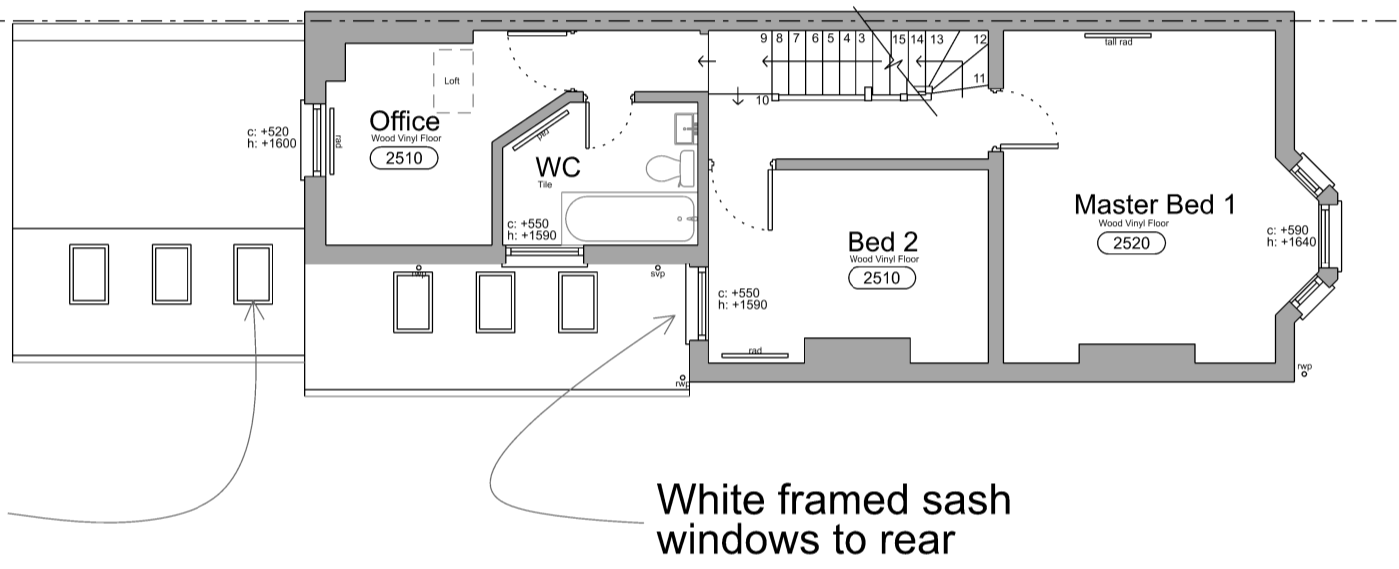 9 8 7 6 5 4 3 15 14 13 12
11
10
tall rad
Loft
Office
Wood Vinyl Floor
2510
c: +520
h: +1600
rad
rad
WC
Tile
c: +550
h: +1590
Master Bed 1
Wood Vinyl Floor
2520
c: +590
h: +1640
Bed 2
Wood Vinyl Floor
2510
svp
c: +550
h: +1590
rad
rwp
rwp
White framed sash
windows to rear